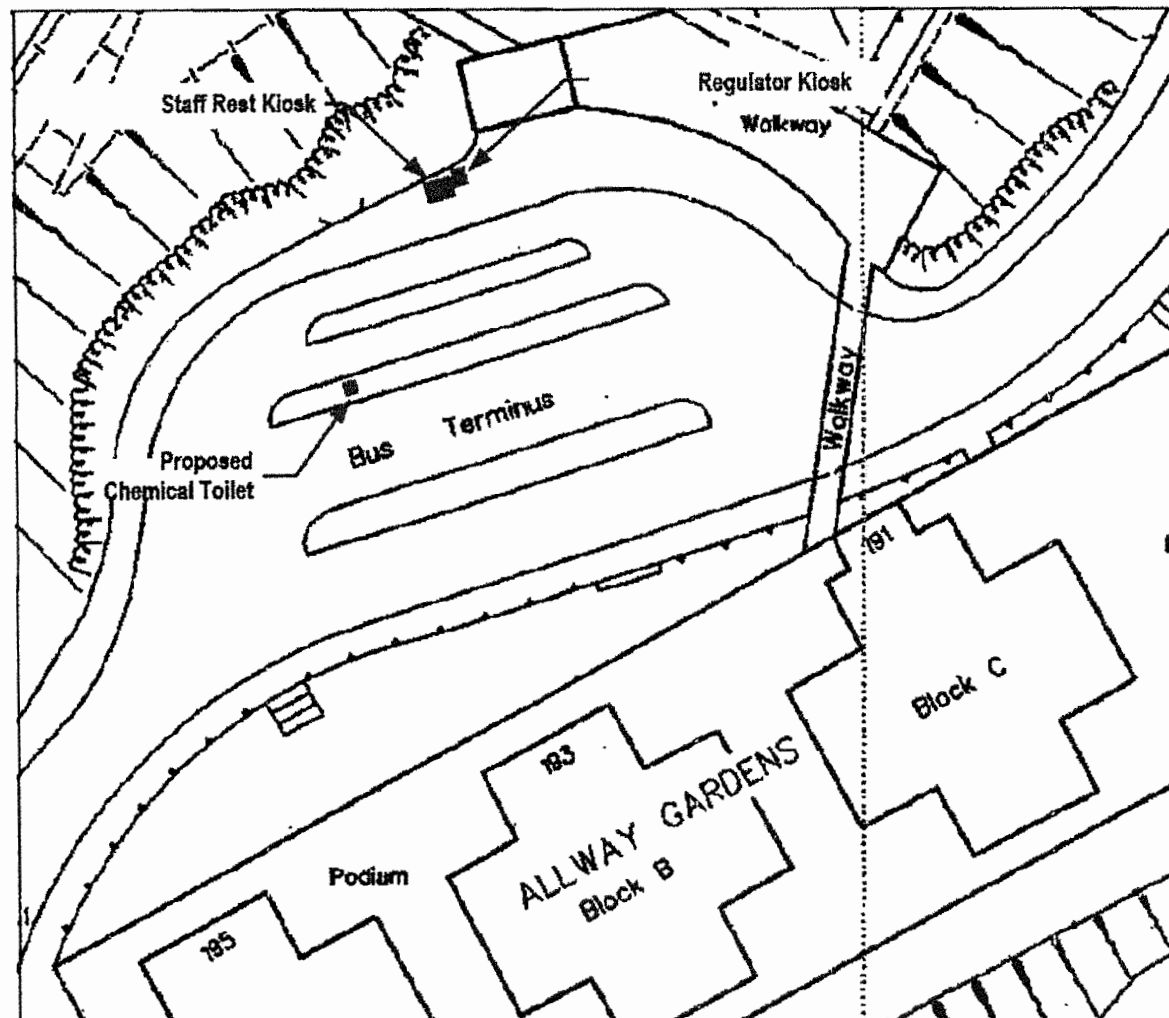 Regulator Kiosk
Staff Rest Kiosk
Walkway
Walkway
Bus Terminus
Proposed
Chemical Toilet
191
Block C
193
ALLWAY GARDENS
Block B
Podium
195